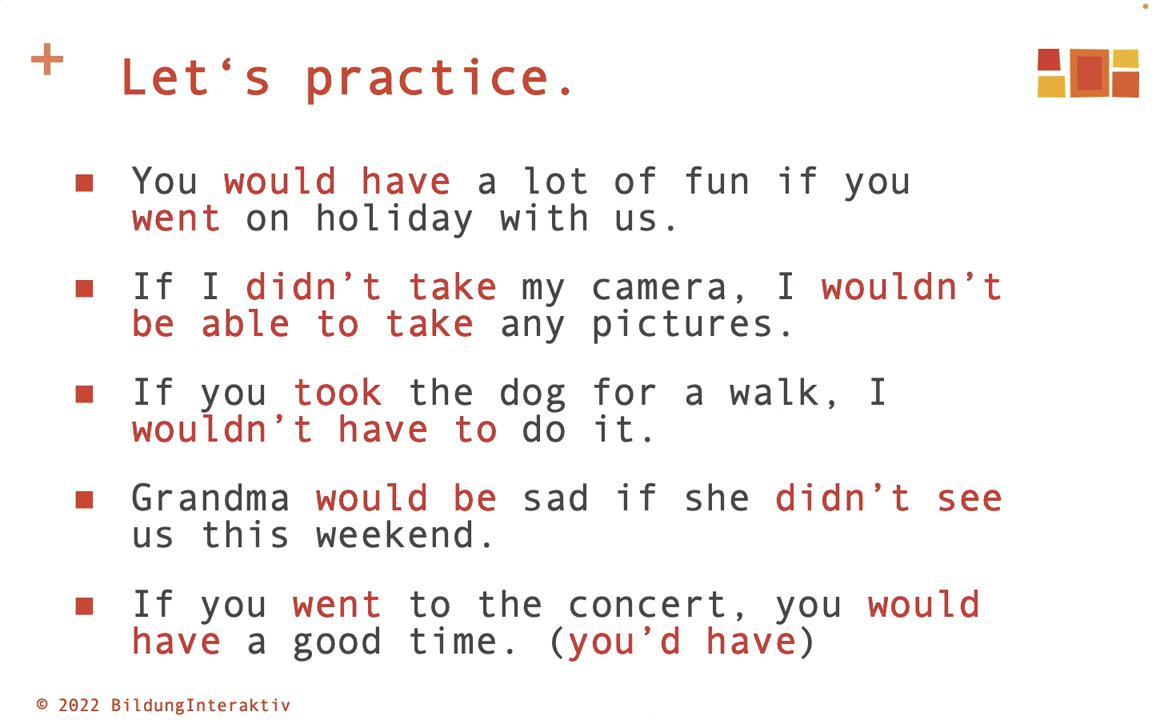 Let‘s practice.
You would have a lot of fun if you
went on holiday with us.
If I didn’t take my camera, I wouldn’t
be able to take any pictures.
If you took the dog for a walk, I
wouldn’t have to do it.
Grandma would be sad if she didn’t see
us this weekend.
If you went to the concert, you would
have a good time. (you’d have)
© 2022 BildungInteraktiv